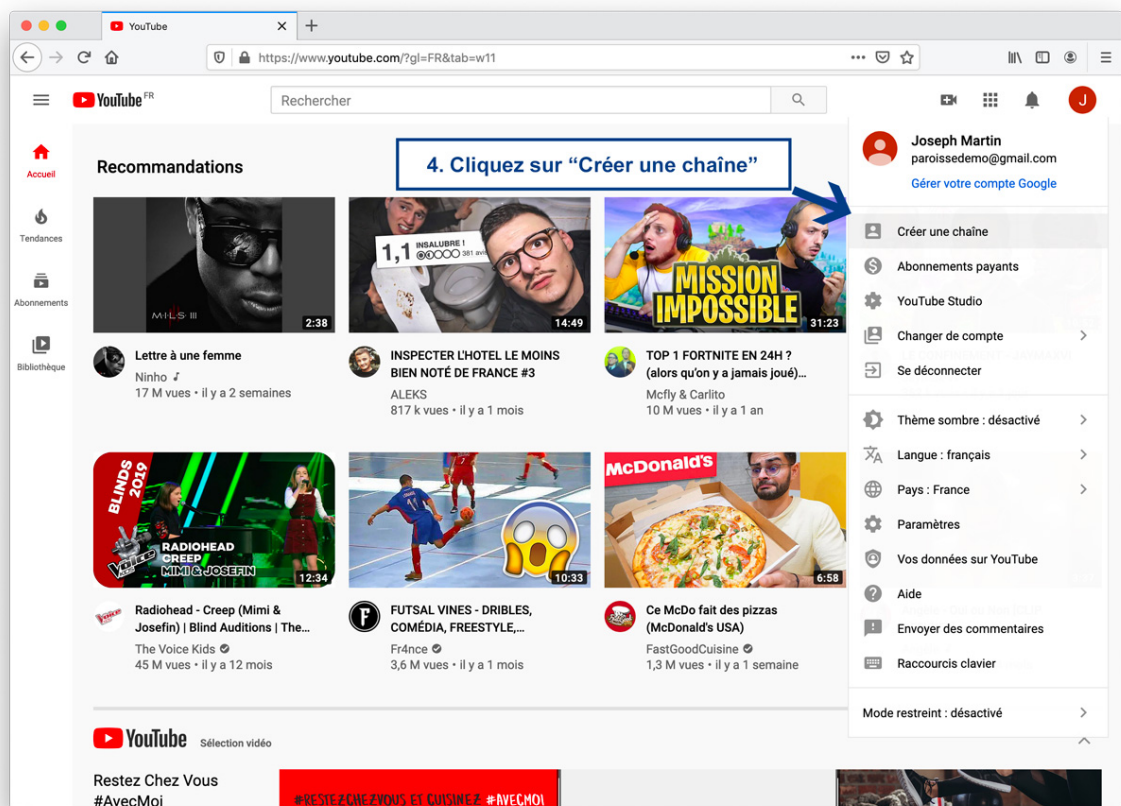 YouTube
https://www.youtube.com/?gl=FR&tab=w11
YouTube FR
Rechercher
J
Accueil
Tendances
Abonnements
Bibliothèque
Recommandations
4. Cliquez sur “Créer une chaîne”
M·I·L·S III
2:38
Lettre à une femme
Ninho
17 M vues • il y a 2 semaines
1,1 INSALUBRE !
381 avis
14:49
INSPECTER L'HOTEL LE MOINS
BIEN NOTÉ DE FRANCE #3
ALEKS
817 k vues • il y a 1 mois
MISSION
IMPOSSIBLE
31:23
TOP 1 FORTNITE EN 24H ?
(alors qu'on y a jamais joué)...
Mcfly & Carlito
10 M vues • il y a 1 an
BLINDS
2019
The Voice KIDS
RADIOHEAD
CREEP
MIMI & JOSEFIN
12:34
Radiohead - Creep (Mimi &
Josefin) | Blind Auditions | The...
The Voice Kids
45 M vues • il y a 12 mois
10:33
F
FUTSAL VINES - DRIBLES,
COMÉDIA, FREESTYLE,...
Fr4nce
3,6 M vues • il y a 1 mois
McDonald's
6:58
Ce McDo fait des pizzas
(McDonald's USA)
FastGoodCuisine
1,3 M vues • il y a 1 semaine
Joseph Martin
paroissedemo@gmail.com
Gérer votre compte Google
Créer une chaîne
Abonnements payants
YouTube Studio
Changer de compte
Se déconnecter
Thème sombre : désactivé
Langue : français
Pays : France
Paramètres
Vos données sur YouTube
Aide
Envoyer des commentaires
Raccourcis clavier
Mode restreint : désactivé
YouTube Sélection vidéo
Restez Chez Vous
#AvecMoi
#RESTEZCHEZVOUS ET CUISINEZ #AVECMOI